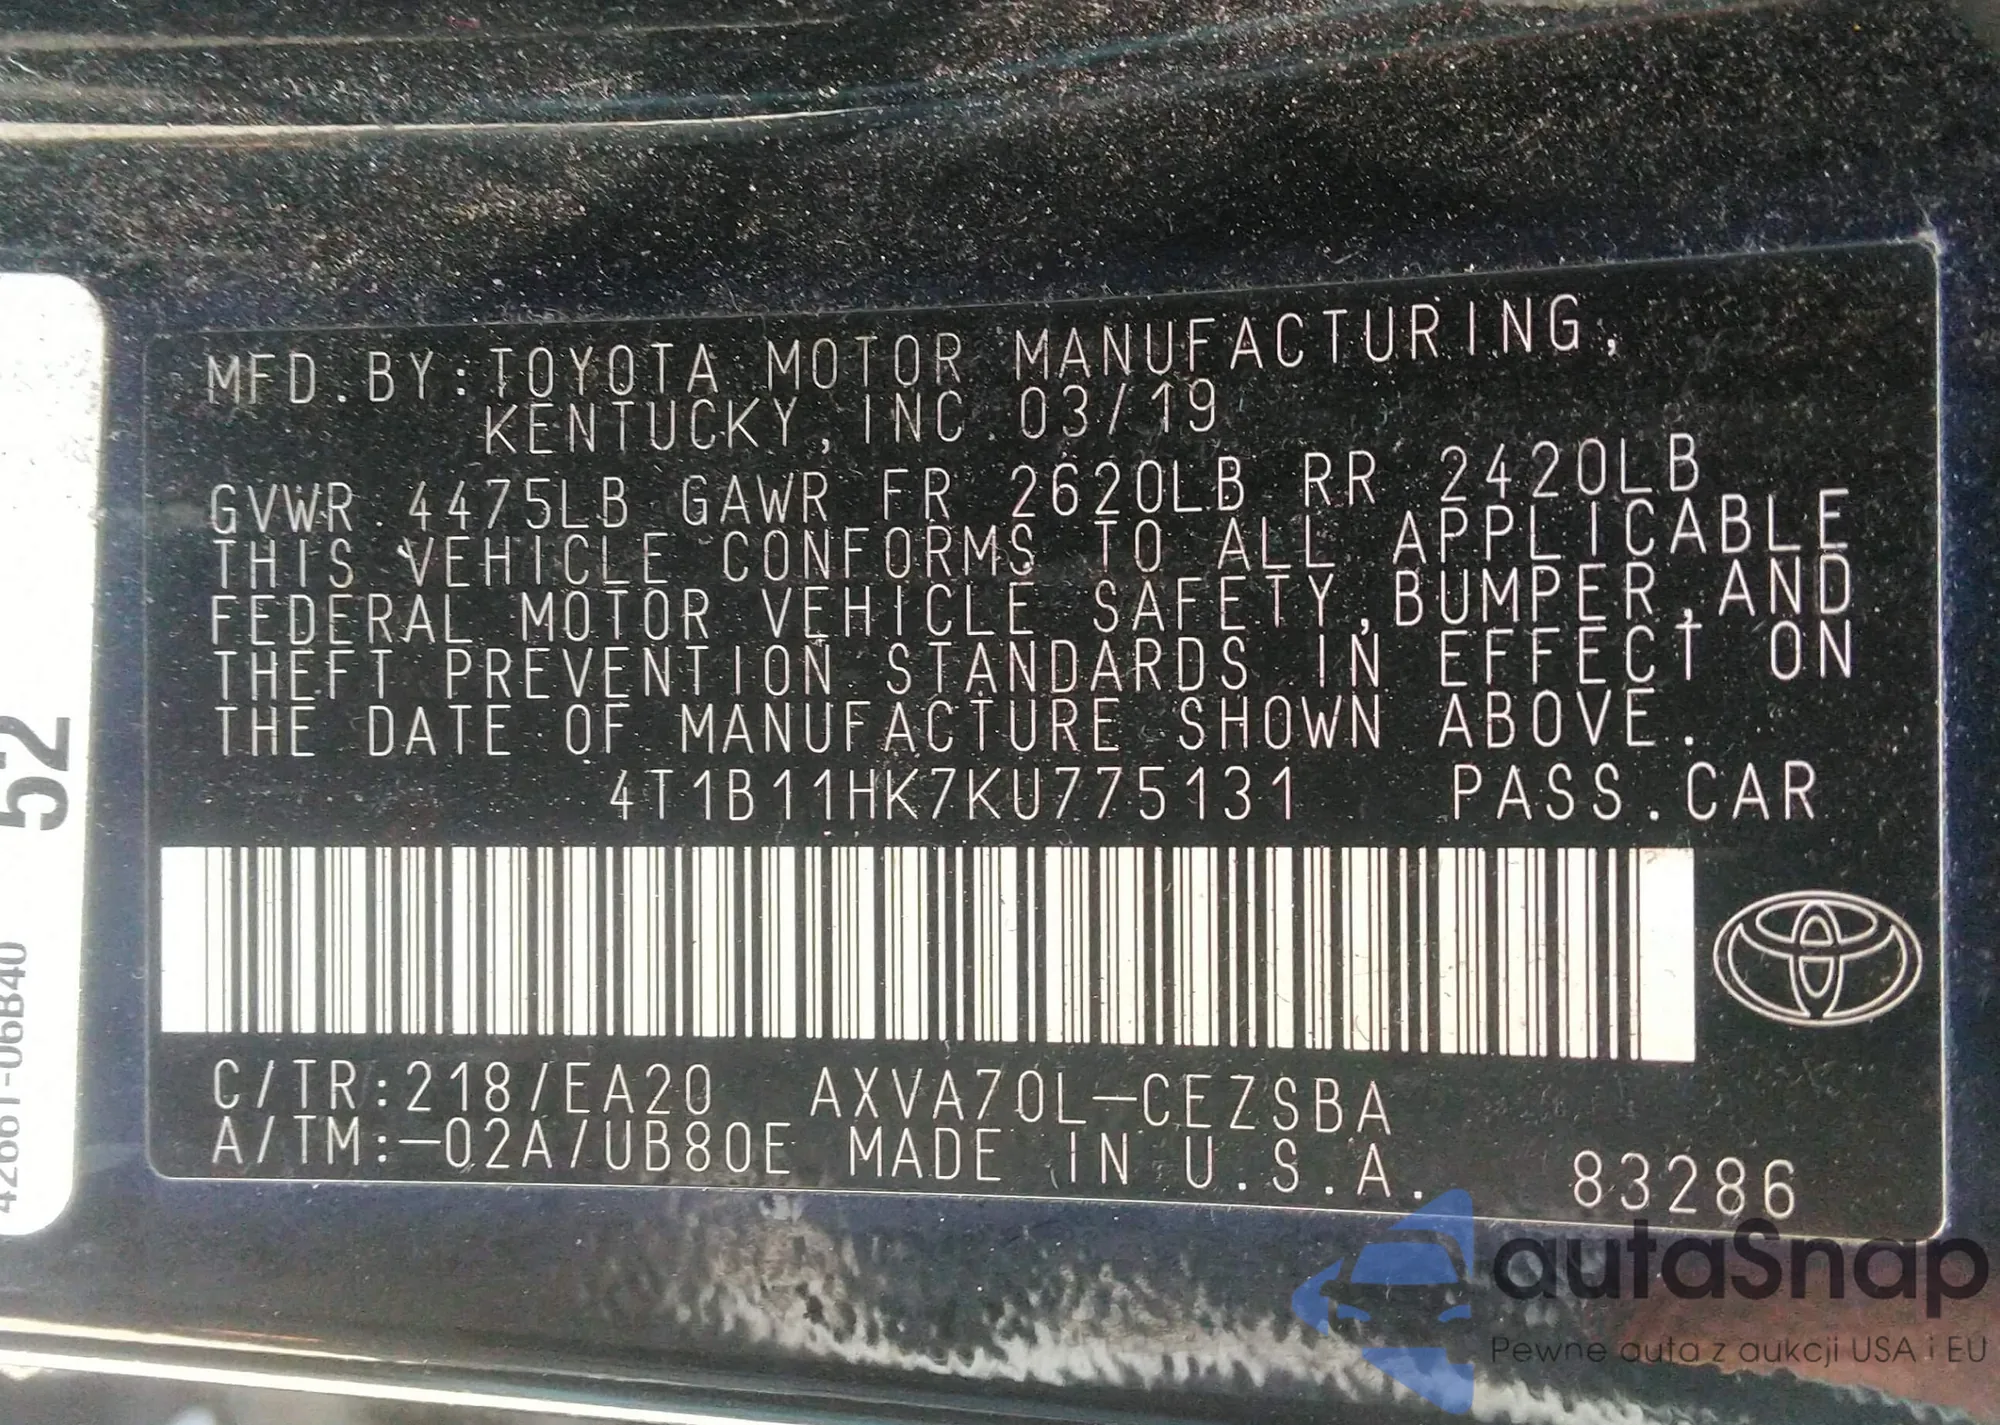 MFD.BY:TOYOTA MOTOR MANUFACTURING,
KENTUCKY, INC. 03/19
GVWR 4475LB GAWR FR 2620LB RR 2420LB
THIS VEHICLE CONFORMS TO ALL APPLICABLE
FEDERAL MOTOR VEHICLE SAFETY,BUMPER,AND
THEFT PREVENTION STANDARDS IN EFFECT ON
THE DATE OF MANUFACTURE SHOWN ABOVE.
4T1B11HK7KU775131 PASS.CAR
C/TR:218/EA20 AXVA70L-CEZSBA
A/TM:-02A/UB80E MADE IN U.S.A. 83286
52
42661-06B40
autaSnap
Pewne auta z aukcji USA i EU